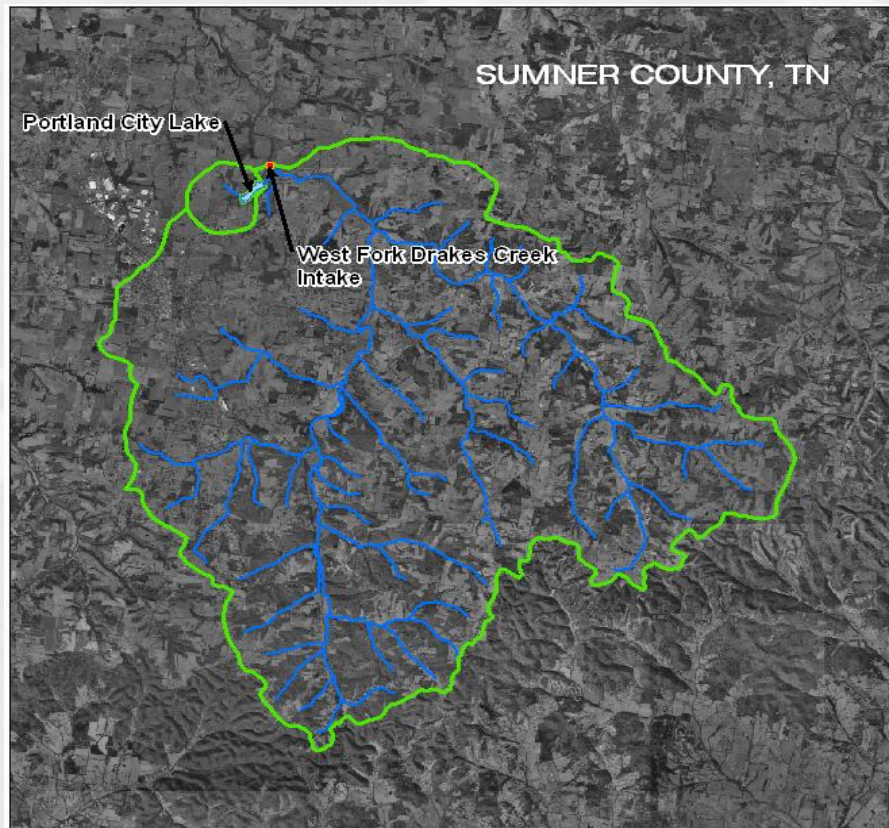 SUMNER COUNTY, TN
Portland City Lake
West Fork Drakes Creek
Intake